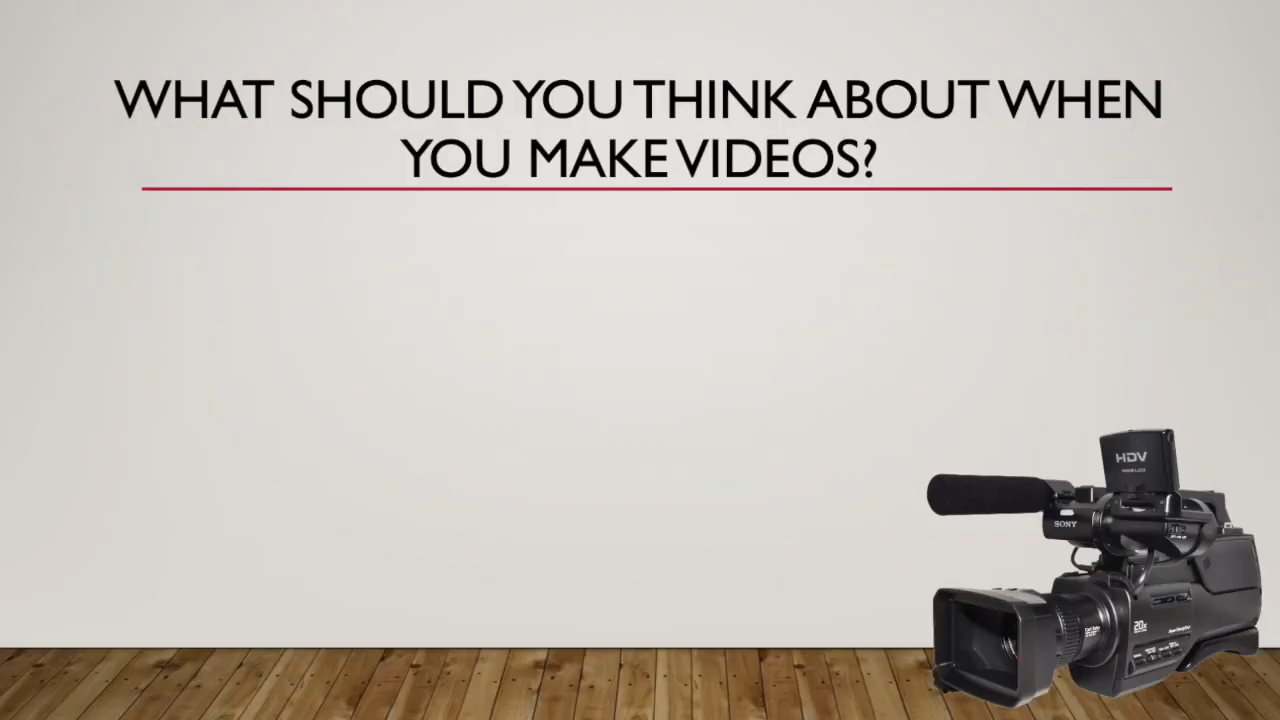 WHAT SHOULD YOU THINK ABOUT WHEN
YOU MAKE VIDEOS?
HDV
SONY
20x